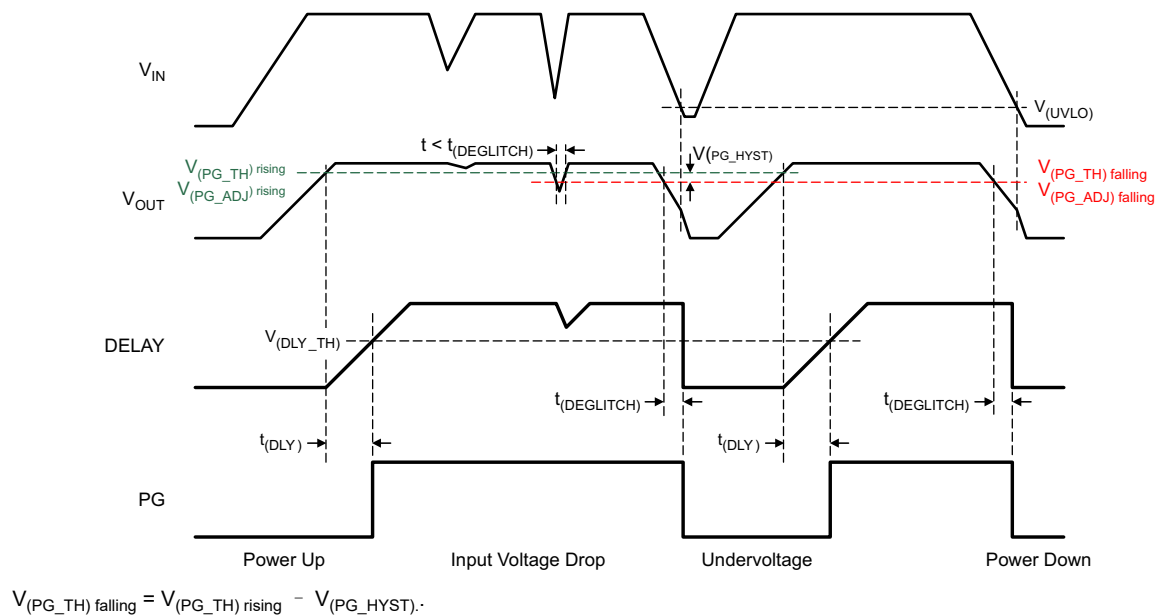 VIN
V(UVLO)
t < t(DEGLITCH)
V(PG_HYST)
V(PG_TH) rising
V(PG_ADJ) rising
V(PG_TH) falling
V(PG_ADJ) falling
VOUT
V(DLY_TH)
DELAY
t(DEGLITCH)
t(DEGLITCH)
t(DLY)
t(DLY)
PG
Power Up
Input Voltage Drop
Undervoltage
Power Down
V(PG_TH) falling = V(PG_TH) rising - V(PG_HYST)..